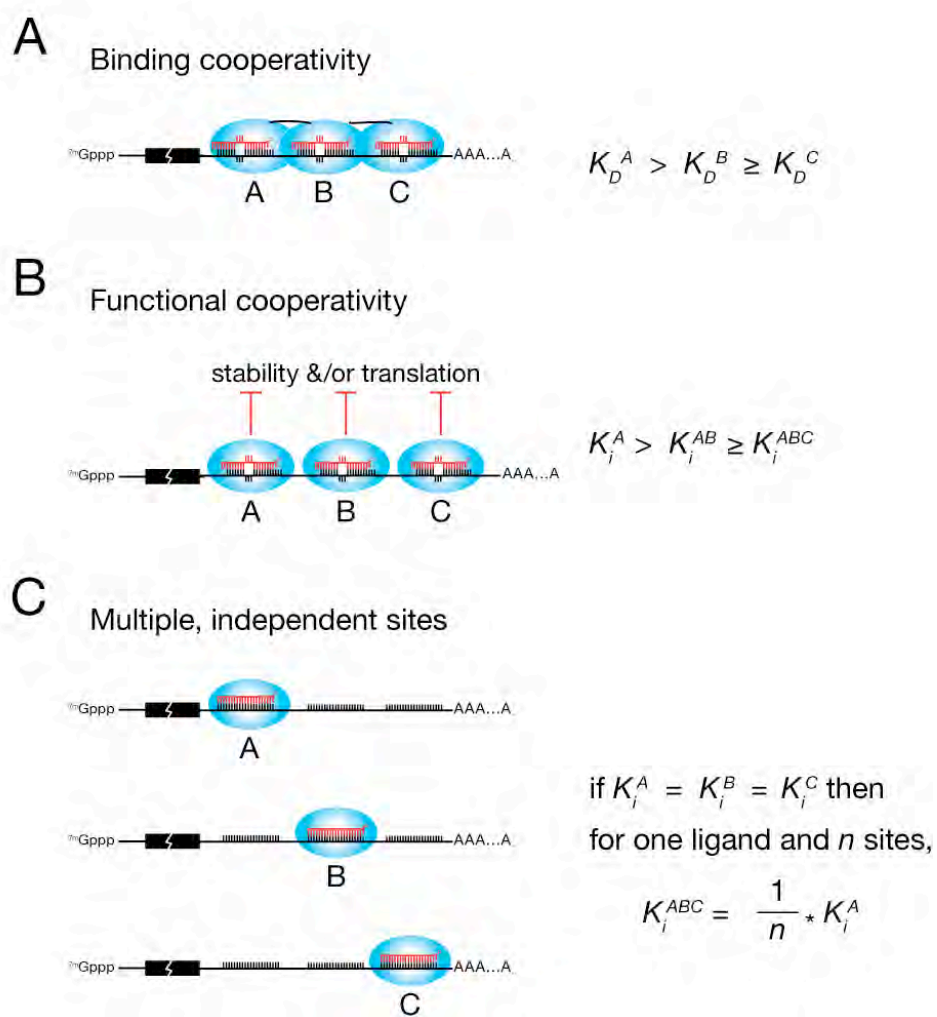 A
Binding cooperativity
⁷ᵐGppp AAA...A
A B C
K_D^A > K_D^B ≥ K_D^C
B
Functional cooperativity
stability &/or translation
⁷ᵐGppp AAA...A
A B C
K_i^A > K_i^AB ≥ K_i^ABC
C
Multiple, independent sites
⁷ᵐGppp AAA...A
A
⁷ᵐGppp AAA...A
B
⁷ᵐGppp AAA...A
C
if K_i^A = K_i^B = K_i^C then
for one ligand and n sites,
K_i^ABC = 1/n * K_i^A